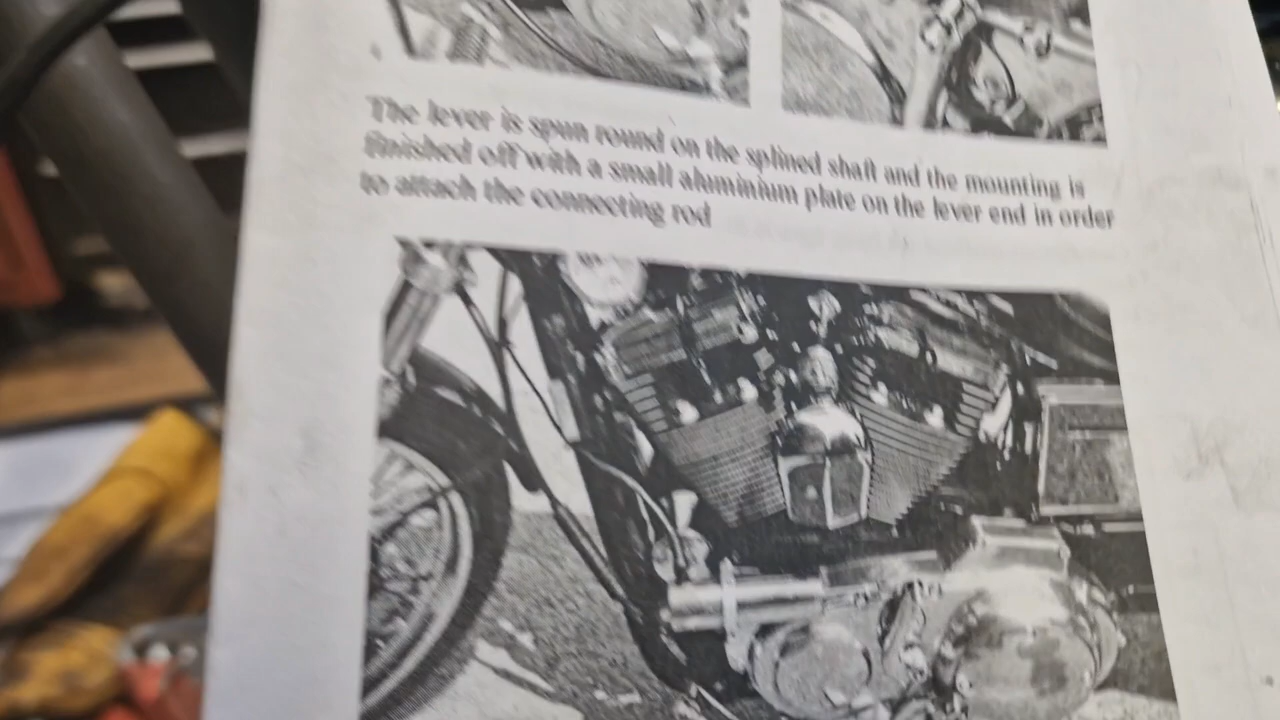 The lever is spun round on the splined shaft and the mounting is
finished off with a small aluminium plate on the lever end in order
to attach the connecting rod